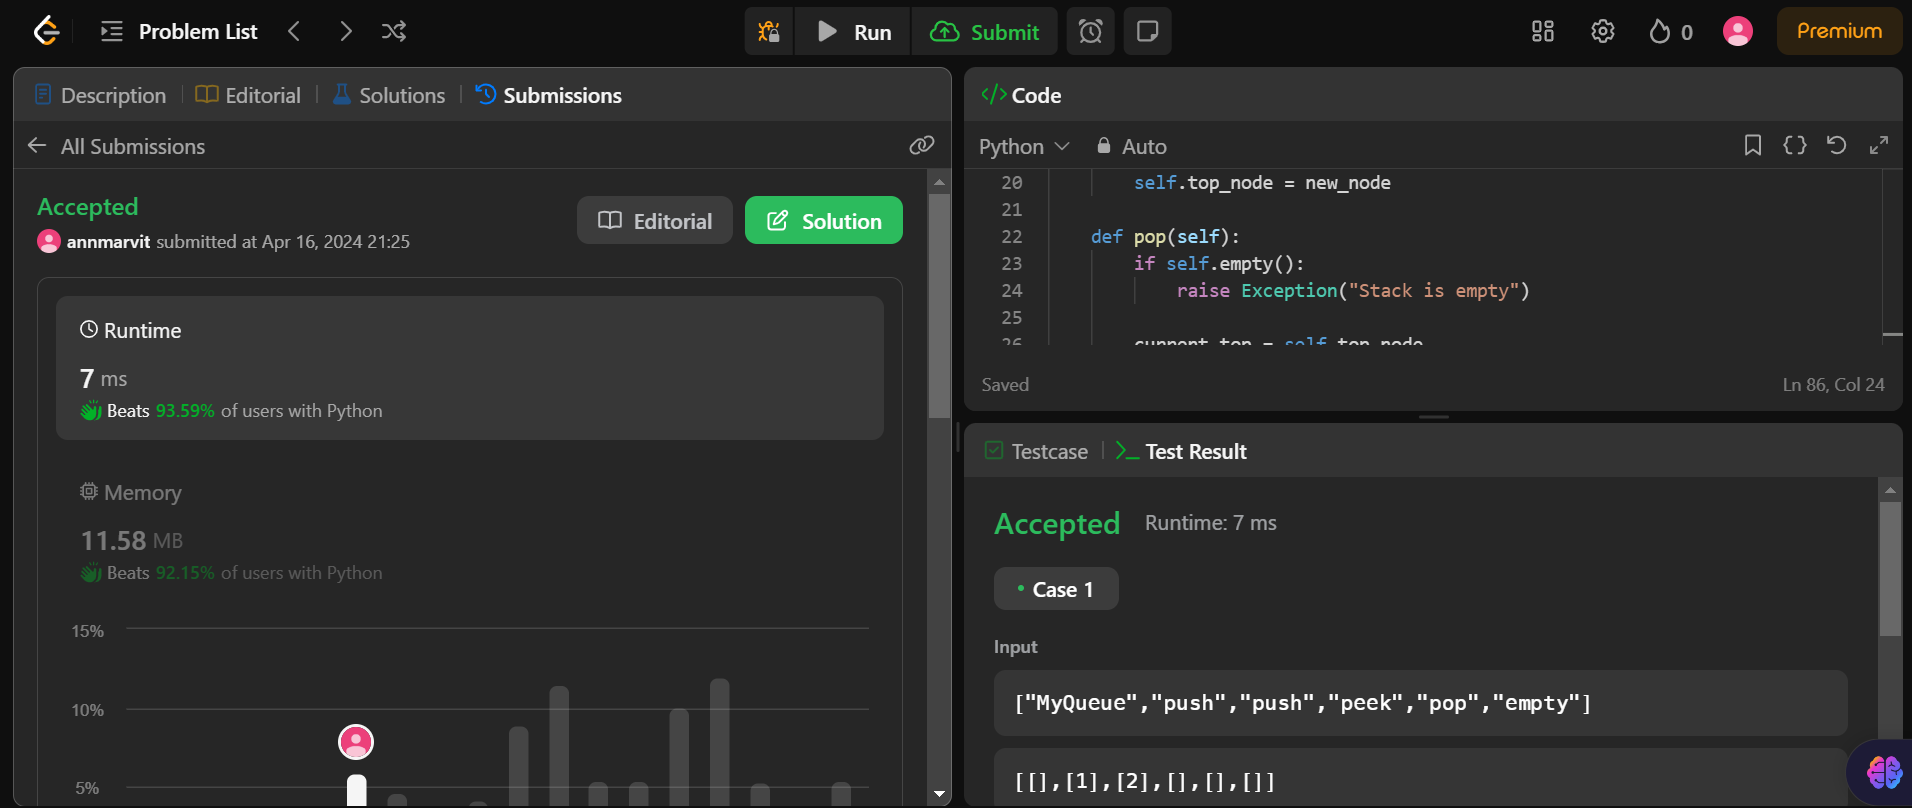 Problem List
Run
Submit
0
Premium
Description
Editorial
Solutions
Submissions
All Submissions
Accepted
annmarvit submitted at Apr 16, 2024 21:25
Editorial
Solution
Runtime
7 ms
Beats 93.59% of users with Python
Memory
11.58 MB
Beats 92.15% of users with Python
15%
10%
5%
</> Code
Python
Auto
20 self.top_node = new_node
21
22 def pop(self):
23 if self.empty():
24 raise Exception("Stack is empty")
25
26 current_top = self.top_node
Saved
Ln 86, Col 24
Testcase
Test Result
Accepted
Runtime: 7 ms
Case 1
Input
["MyQueue","push","push","peek","pop","empty"]
[[],[1],[2],[],[],[]]